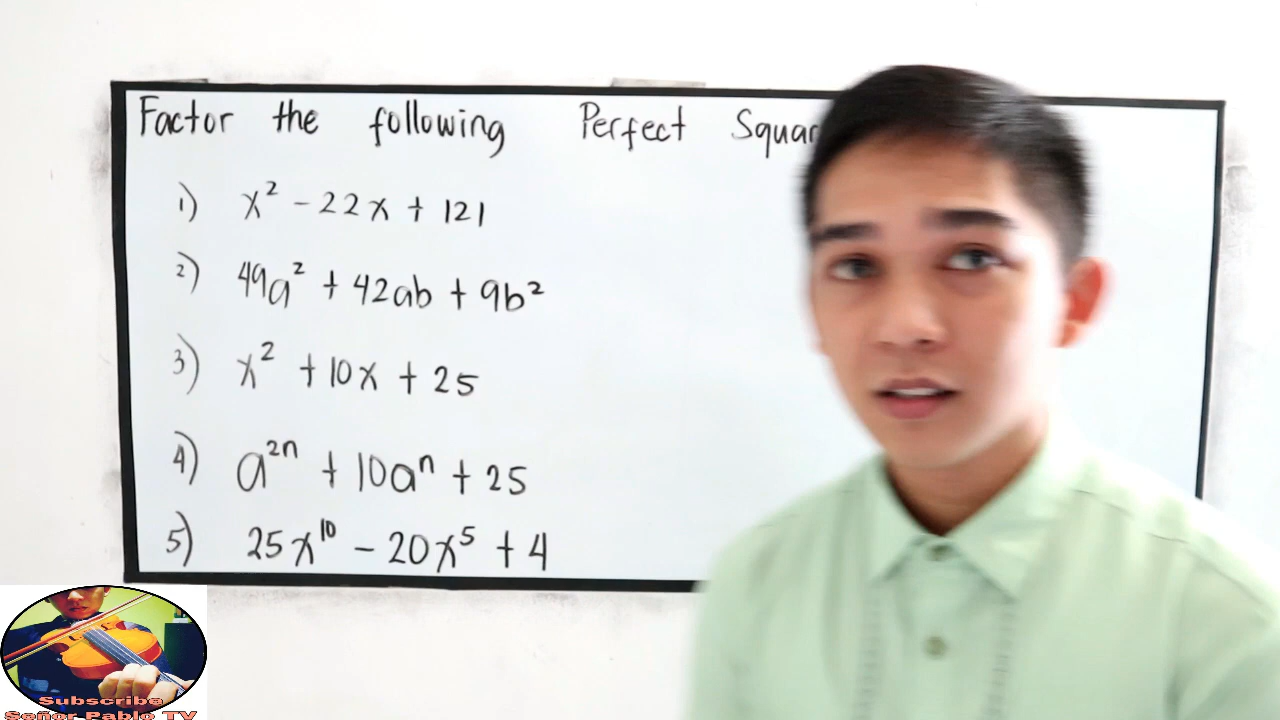 Factor the following Perfect Squar
1) x² - 22x + 121
2) 49a² + 42ab + 9b²
3) x² + 10x + 25
4) a²ⁿ + 10aⁿ + 25
5) 25x¹⁰ - 20x⁵ + 4
Subscribe
Señor Pablo TV